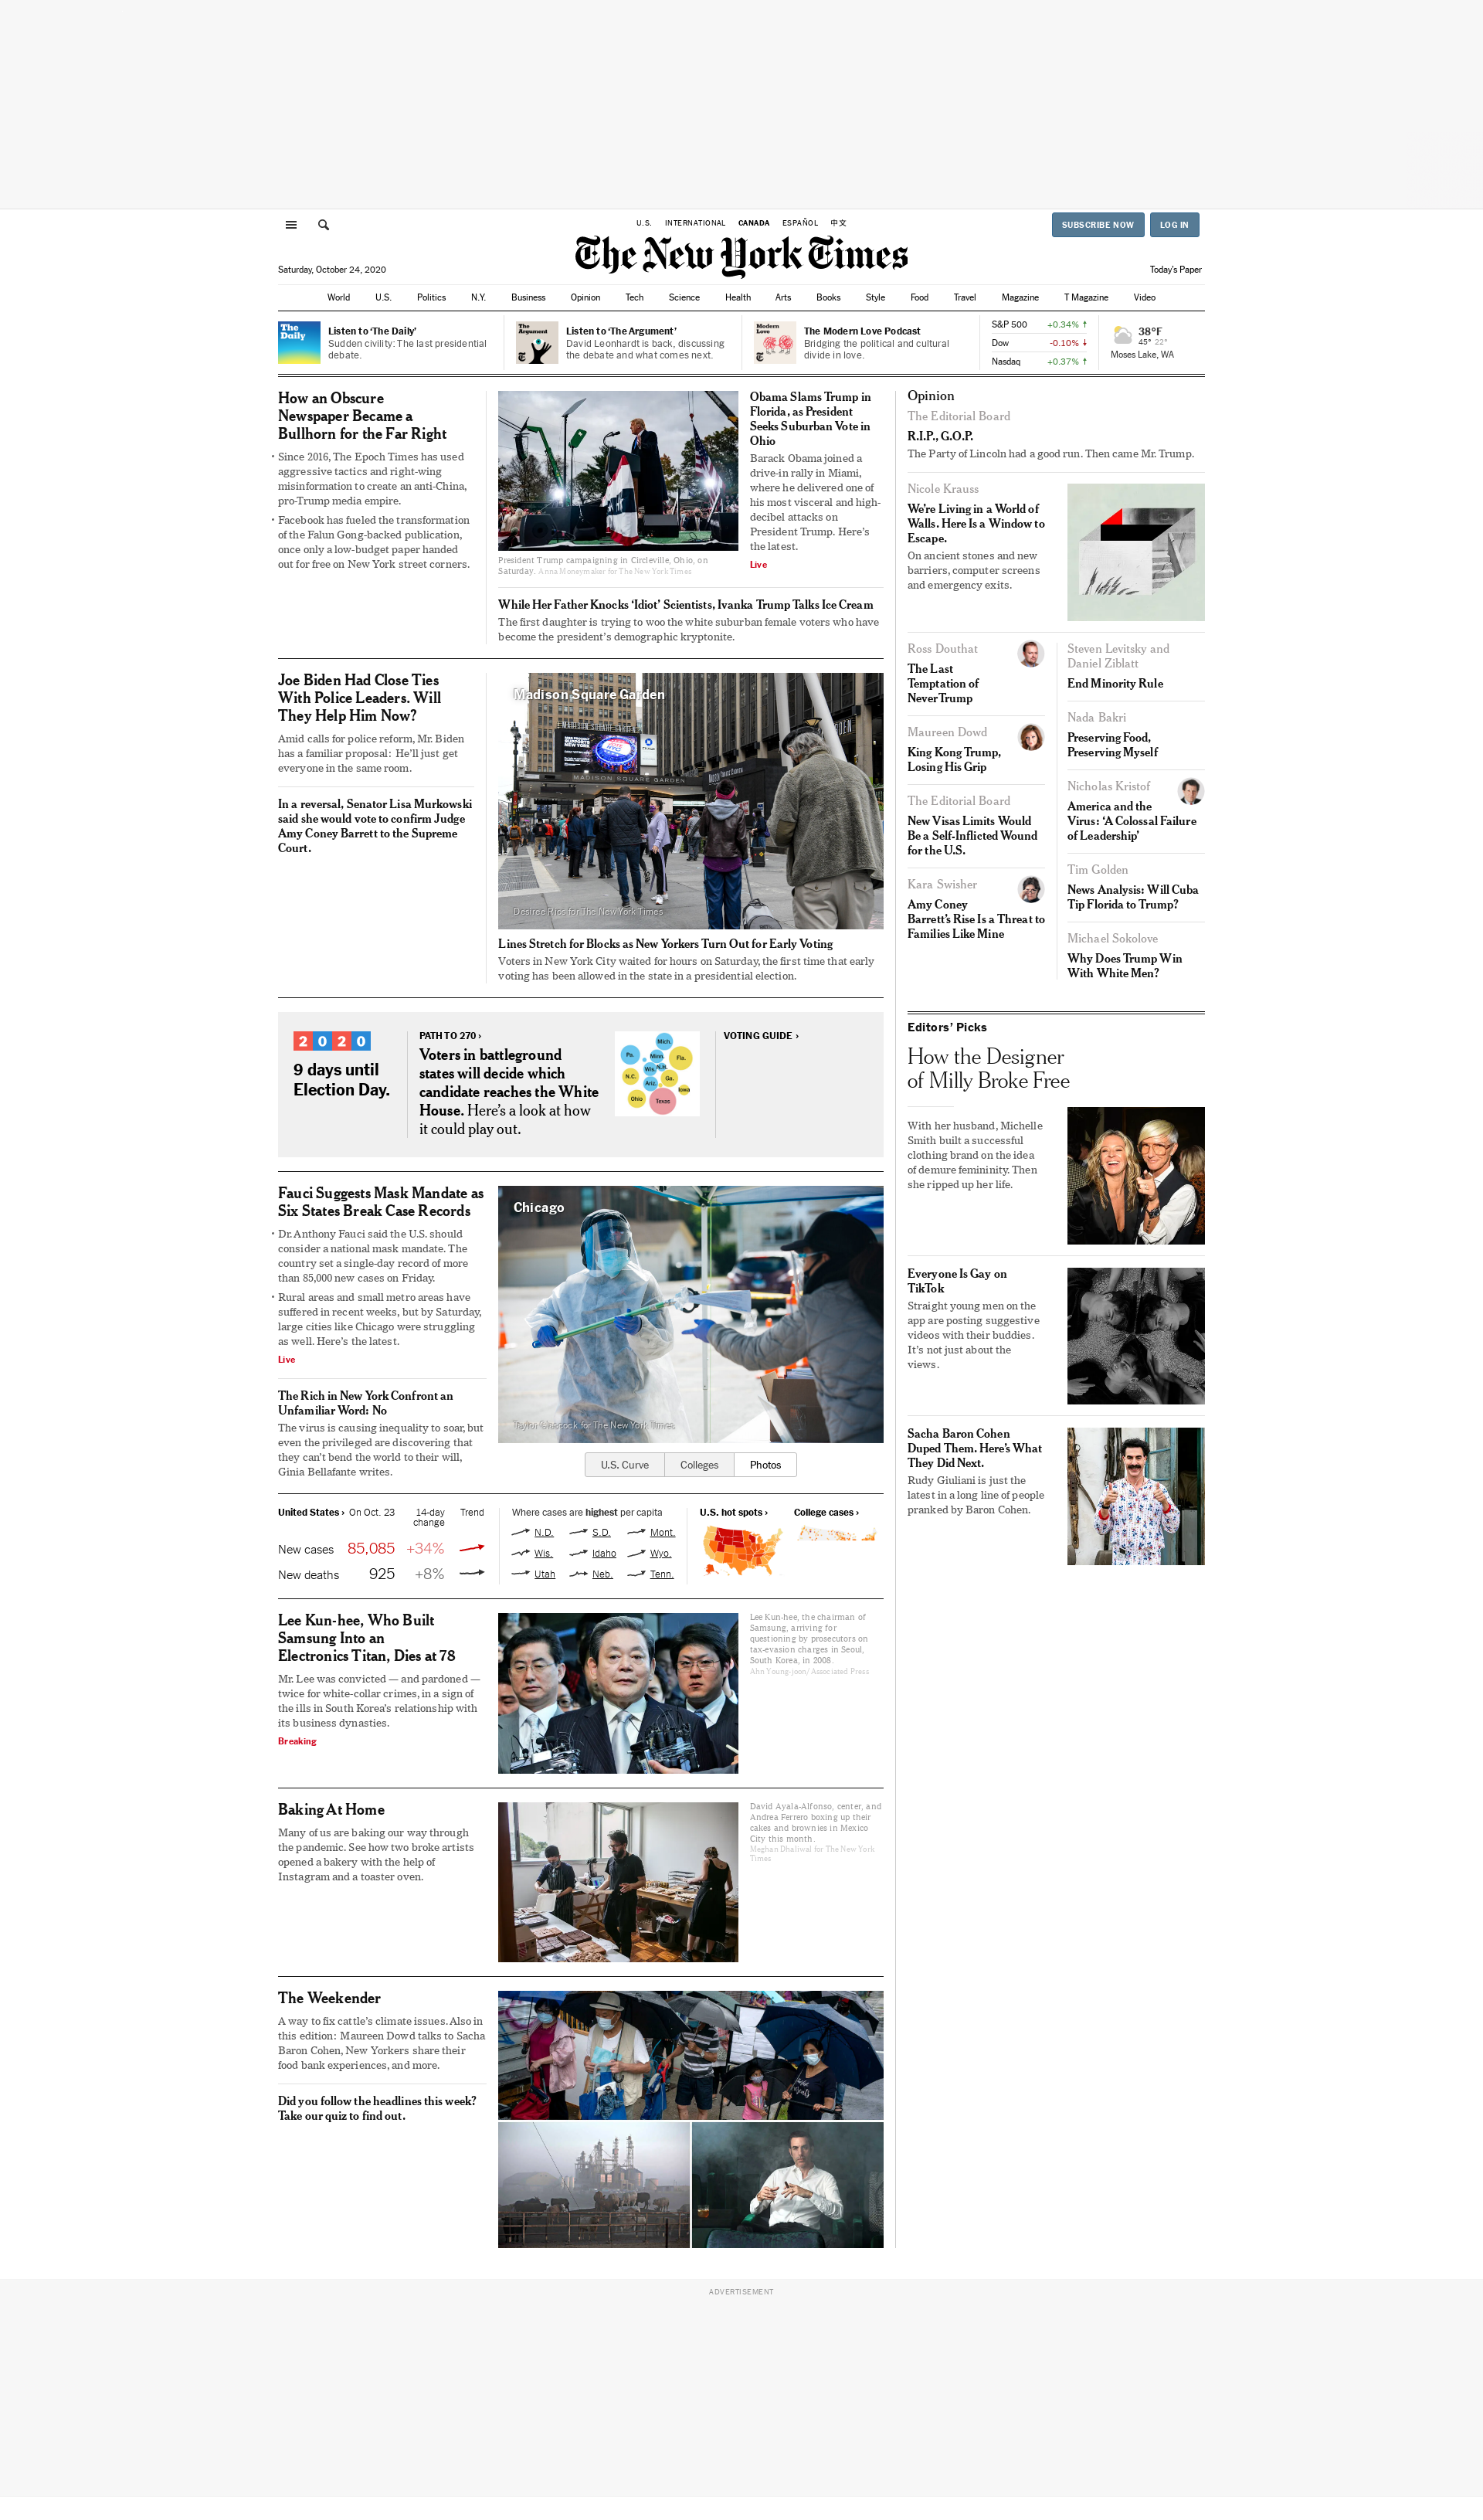 U.S. INTERNATIONAL CANADA ESPAÑOL 中文
SUBSCRIBE NOW LOG IN
The New York Times
Saturday, October 24, 2020
Today's Paper
World U.S. Politics N.Y. Business Opinion Tech Science Health Arts Books Style Food Travel Magazine T Magazine Video
The
Daily
Listen to ‘The Daily’
Sudden civility: The last presidential
debate.
The
Argument
Listen to ‘The Argument’
David Leonhardt is back, discussing
the debate and what comes next.
Modern
Love
The Modern Love Podcast
Bridging the political and cultural
divide in love.
S&P 500 +0.34%
Dow -0.10%
Nasdaq +0.37%
38°F
45° 22°
Moses Lake, WA
How an Obscure
Newspaper Became a
Bullhorn for the Far Right
• Since 2016, The Epoch Times has used
aggressive tactics and right-wing
misinformation to create an anti-China,
pro-Trump media empire.
• Facebook has fueled the transformation
of the Falun Gong-backed publication,
once only a low-budget paper handed
out for free on New York street corners.
President Trump campaigning in Circleville, Ohio, on
Saturday. Anna Moneymaker for The New York Times
Obama Slams Trump in
Florida, as President
Seeks Suburban Vote in
Ohio
Barack Obama joined a
drive-in rally in Miami,
where he delivered one of
his most visceral and high-
decibel attacks on
President Trump. Here’s
the latest.
Live
While Her Father Knocks ‘Idiot’ Scientists, Ivanka Trump Talks Ice Cream
The first daughter is trying to woo the white suburban female voters who have
become the president’s demographic kryptonite.
Joe Biden Had Close Ties
With Police Leaders. Will
They Help Him Now?
Amid calls for police reform, Mr. Biden
has a familiar proposal: He’ll just get
everyone in the same room.
In a reversal, Senator Lisa Murkowski
said she would vote to confirm Judge
Amy Coney Barrett to the Supreme
Court.
Madison Square Garden
MADISON SQUARE GARDEN
Desiree Rios for The New York Times
Lines Stretch for Blocks as New Yorkers Turn Out for Early Voting
Voters in New York City waited for hours on Saturday, the first time that early
voting has been allowed in the state in a presidential election.
2020
9 days until
Election Day.
PATH TO 270 ›
Voters in battleground
states will decide which
candidate reaches the White
House. Here’s a look at how
it could play out.
Mich.
Pa. Minn. Fla.
Wis. N.H.
N.C. Ariz. Ga.
Iowa
Ohio Texas
VOTING GUIDE ›
Fauci Suggests Mask Mandate as
Six States Break Case Records
• Dr. Anthony Fauci said the U.S. should
consider a national mask mandate. The
country set a single-day record of more
than 85,000 new cases on Friday.
• Rural areas and small metro areas have
suffered in recent weeks, but by Saturday,
large cities like Chicago were struggling
as well. Here’s the latest.
Live
The Rich in New York Confront an
Unfamiliar Word: No
The virus is causing inequality to soar, but
even the privileged are discovering that
they can’t bend the world to their will,
Ginia Bellafante writes.
Chicago
Taylor Glascock for The New York Times
U.S. Curve Colleges Photos
United States › On Oct. 23 14-day
change Trend
New cases 85,085 +34%
New deaths 925 +8%
Where cases are highest per capita
N.D. S.D. Mont.
Wis. Idaho Wyo.
Utah Neb. Tenn.
U.S. hot spots ›
College cases ›
Lee Kun-hee, Who Built
Samsung Into an
Electronics Titan, Dies at 78
Mr. Lee was convicted — and pardoned —
twice for white-collar crimes, in a sign of
the ills in South Korea’s relationship with
its business dynasties.
Breaking
Lee Kun-hee, the chairman of
Samsung, arriving for
questioning by prosecutors on
tax-evasion charges in Seoul,
South Korea, in 2008.
Ahn Young-joon/Associated Press
Baking At Home
Many of us are baking our way through
the pandemic. See how two broke artists
opened a bakery with the help of
Instagram and a toaster oven.
David Ayala-Alfonso, center, and
Andrea Ferrero boxing up their
cakes and brownies in Mexico
City this month.
Meghan Dhaliwal for The New York
Times
The Weekender
A way to fix cattle’s climate issues. Also in
this edition: Maureen Dowd talks to Sacha
Baron Cohen, New Yorkers share their
food bank experiences, and more.
Did you follow the headlines this week?
Take our quiz to find out.
Opinion
The Editorial Board
R.I.P., G.O.P.
The Party of Lincoln had a good run. Then came Mr. Trump.
Nicole Krauss
We’re Living in a World of
Walls. Here Is a Window to
Escape.
On ancient stones and new
barriers, computer screens
and emergency exits.
Ross Douthat
The Last
Temptation of
NeverTrump
Maureen Dowd
King Kong Trump,
Losing His Grip
The Editorial Board
New Visas Limits Would
Be a Self-Inflicted Wound
for the U.S.
Kara Swisher
Amy Coney
Barrett’s Rise Is a Threat to
Families Like Mine
Steven Levitsky and
Daniel Ziblatt
End Minority Rule
Nada Bakri
Preserving Food,
Preserving Myself
Nicholas Kristof
America and the
Virus: ‘A Colossal Failure
of Leadership’
Tim Golden
News Analysis: Will Cuba
Tip Florida to Trump?
Michael Sokolove
Why Does Trump Win
With White Men?
Editors’ Picks
How the Designer
of Milly Broke Free
With her husband, Michelle
Smith built a successful
clothing brand on the idea
of demure femininity. Then
she ripped up her life.
Everyone Is Gay on
TikTok
Straight young men on the
app are posting suggestive
videos with their buddies.
It’s not just about the
views.
Sacha Baron Cohen
Duped Them. Here’s What
They Did Next.
Rudy Giuliani is just the
latest in a long line of people
pranked by Baron Cohen.
ADVERTISEMENT